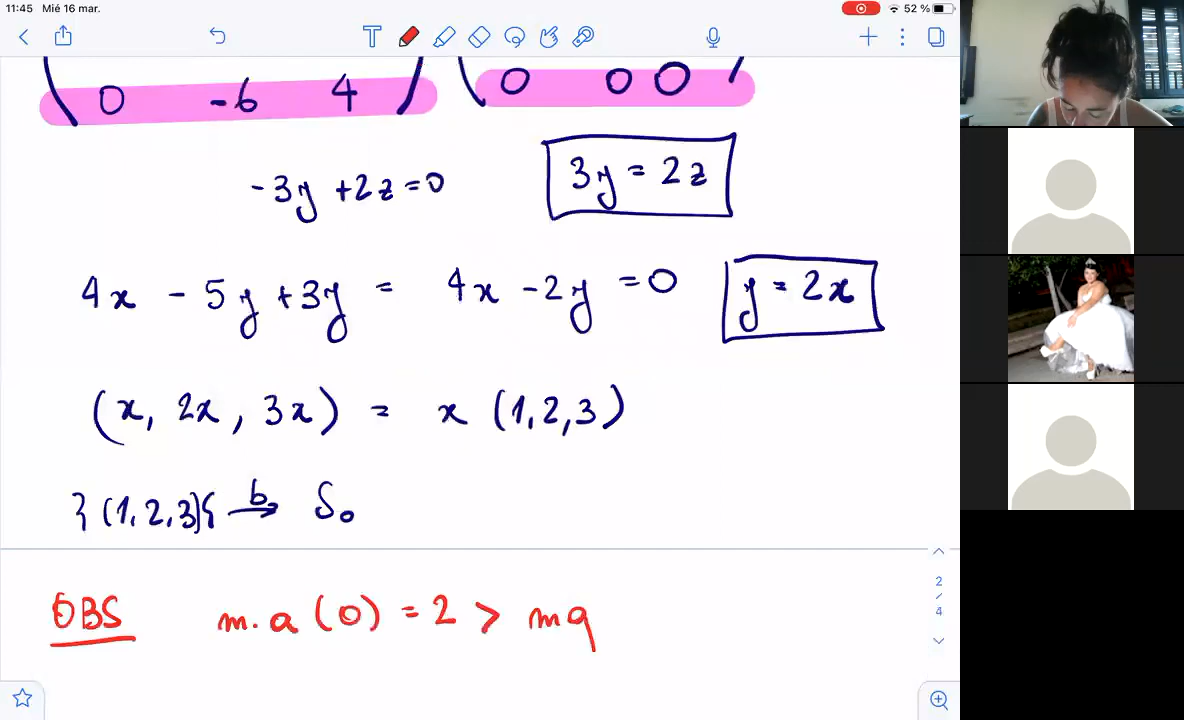 11:45 Mié 16 mar. 52 %
T
0 -6 4 0 0 0
-3y +2z = 0 3y = 2z
4x - 5y + 3y = 4x - 2y = 0 y = 2x
(x, 2x, 3x) = x (1,2,3)
}(1,2,3){ b→ S₀
2
/
4
OBS m.a (0) = 2 > mg